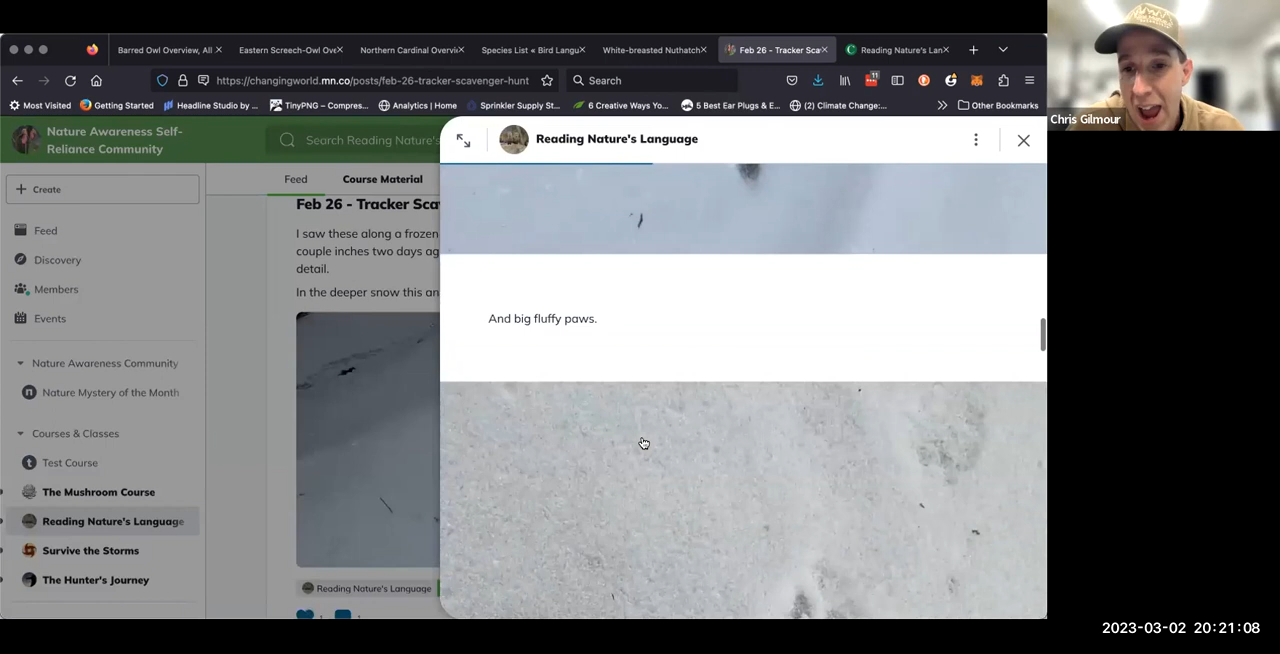 Barred Owl Overview, All
Eastern Screech-Owl Ove
Northern Cardinal Overvie
Species List « Bird Langu
White-breasted Nuthatch
Feb 26 - Tracker Sca
Reading Nature's Lan
https://changingworld.mn.co/posts/feb-26-tracker-scavenger-hunt
Search
11
Most Visited
Getting Started
Headline Studio by ...
TinyPNG – Compres...
Analytics | Home
Sprinkler Supply St...
6 Creative Ways Yo...
5 Best Ear Plugs & E...
(2) Climate Change:...
Other Bookmarks
Chris Gilmour
Nature Awareness Self-
Reliance Community
Search Reading Nature's
Reading Nature's Language
Create
Feed
Discovery
Members
Events
Nature Awareness Community
Nature Mystery of the Month
Courses & Classes
Test Course
The Mushroom Course
Reading Nature's Language
Survive the Storms
The Hunter's Journey
Feed
Course Material
Feb 26 - Tracker Sca
I saw these along a frozen
couple inches two days ag
detail.
In the deeper snow this an
Reading Nature's Language
And big fluffy paws.
2023-03-02 20:21:08